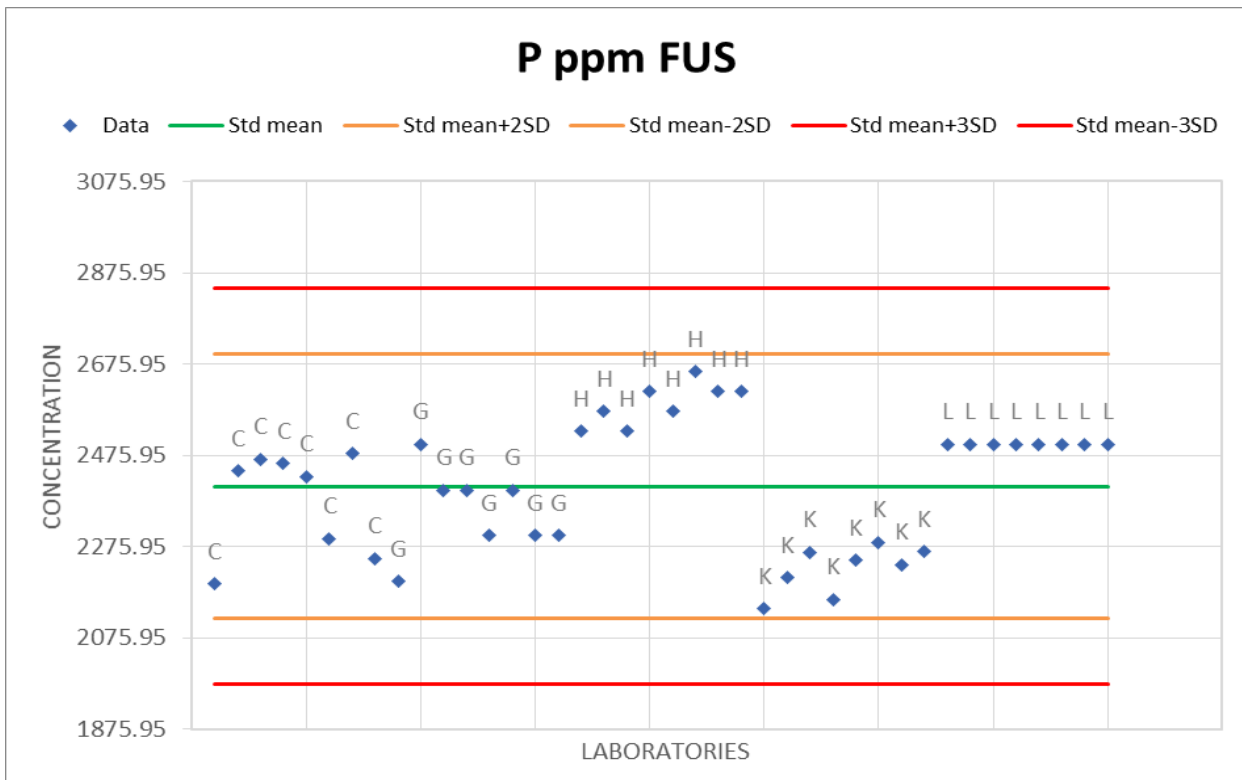 P ppm FUS
Data Std mean Std mean+2SD Std mean-2SD Std mean+3SD Std mean-3SD
3075.95
2875.95
2675.95
2475.95
2275.95
2075.95
1875.95
CONCENTRATION
C C C C C C C C G G G G G G G G H H H H H H H H K K K K K K K K L L L L L L L L
LABORATORIES